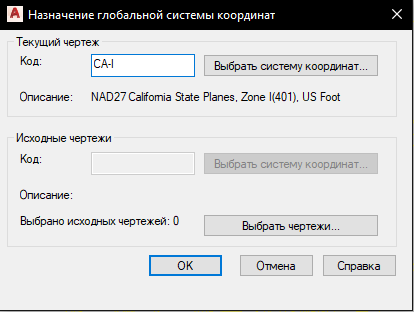 Назначение глобальной системы координат
Текущий чертеж
Код: CA-I Выбрать систему координат...
Описание: NAD27 California State Planes, Zone I(401), US Foot
Исходные чертежи
Код: Выбрать систему координат...
Описание:
Выбрано исходных чертежей: 0 Выбрать чертежи...
OK Отмена Справка